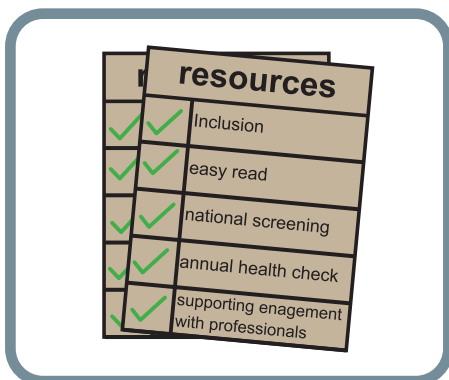 resources
Inclusion
easy read
national screening
annual health check
supporting enagement
with professionals